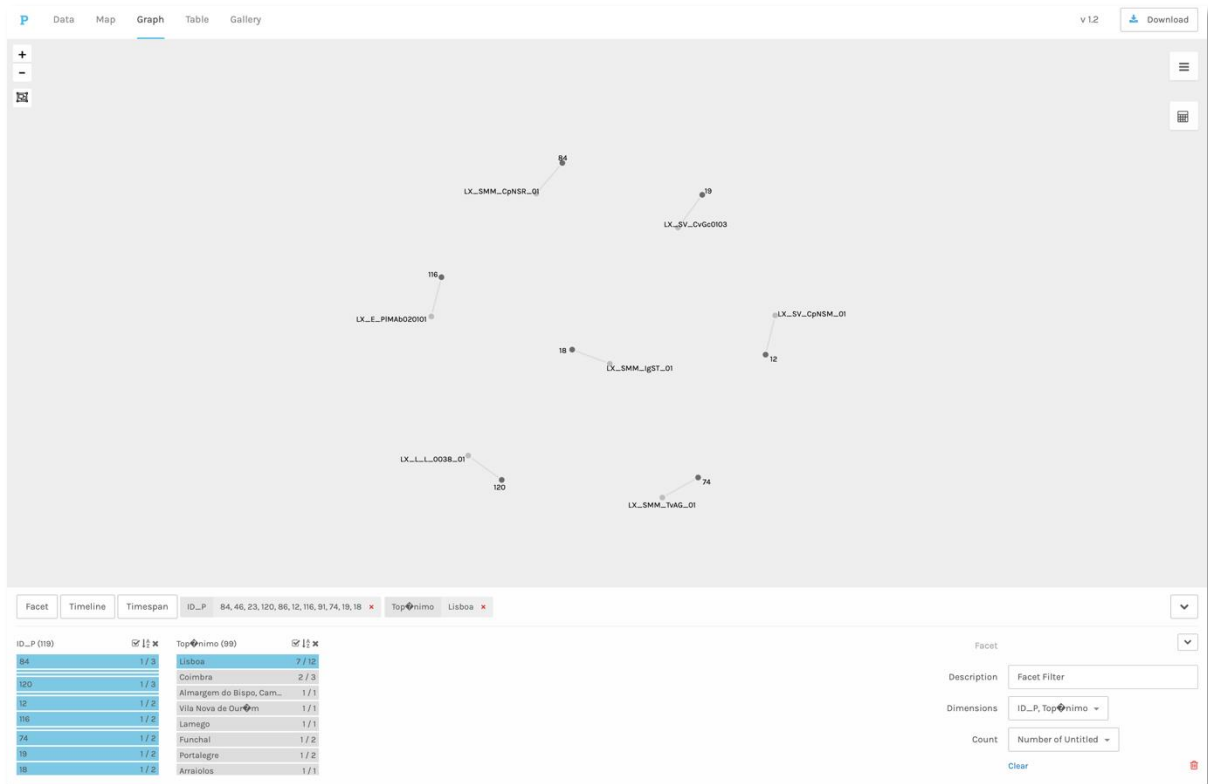 P Data Map Graph Table Gallery v 1.2 Download
+
−
84
LX_SMM_CpNSR_01
19
LX_SV_CvGc0103
116
LX_E_PlMAb020101
LX_SV_CpNSM_01
18
12
LX_SMM_IgST_01
LX_L_L_0038_01
74
120
LX_SMM_TvAG_01
Facet Timeline Timespan ID_P 84, 46, 23, 120, 86, 12, 116, 91, 74, 19, 18 × Top�nimo Lisboa ×
ID_P (119)
84 1 / 3
120 1 / 3
12 1 / 2
116 1 / 2
74 1 / 2
19 1 / 2
18 1 / 2
Top�nimo (99)
Lisboa 7 / 12
Coimbra 2 / 3
Almargem do Bispo, Cam... 1 / 1
Vila Nova de Our�m 1 / 1
Lamego 1 / 1
Funchal 1 / 2
Portalegre 1 / 2
Arraiolos 1 / 1
Facet
Description Facet Filter
Dimensions ID_P, Top�nimo
Count Number of Untitled
Clear